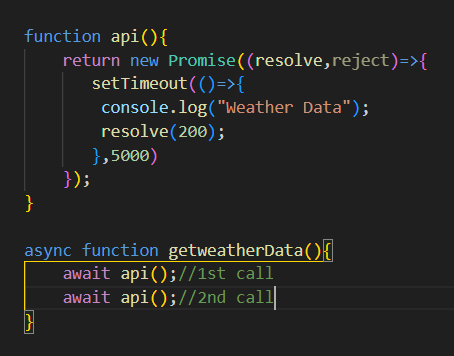 function api(){
    return new Promise((resolve,reject)=>{
        setTimeout(()=>{
         console.log("Weather Data");
         resolve(200);
        },5000)
    });
}
async function getweatherData(){
    await api();//1st call
    await api();//2nd call
}